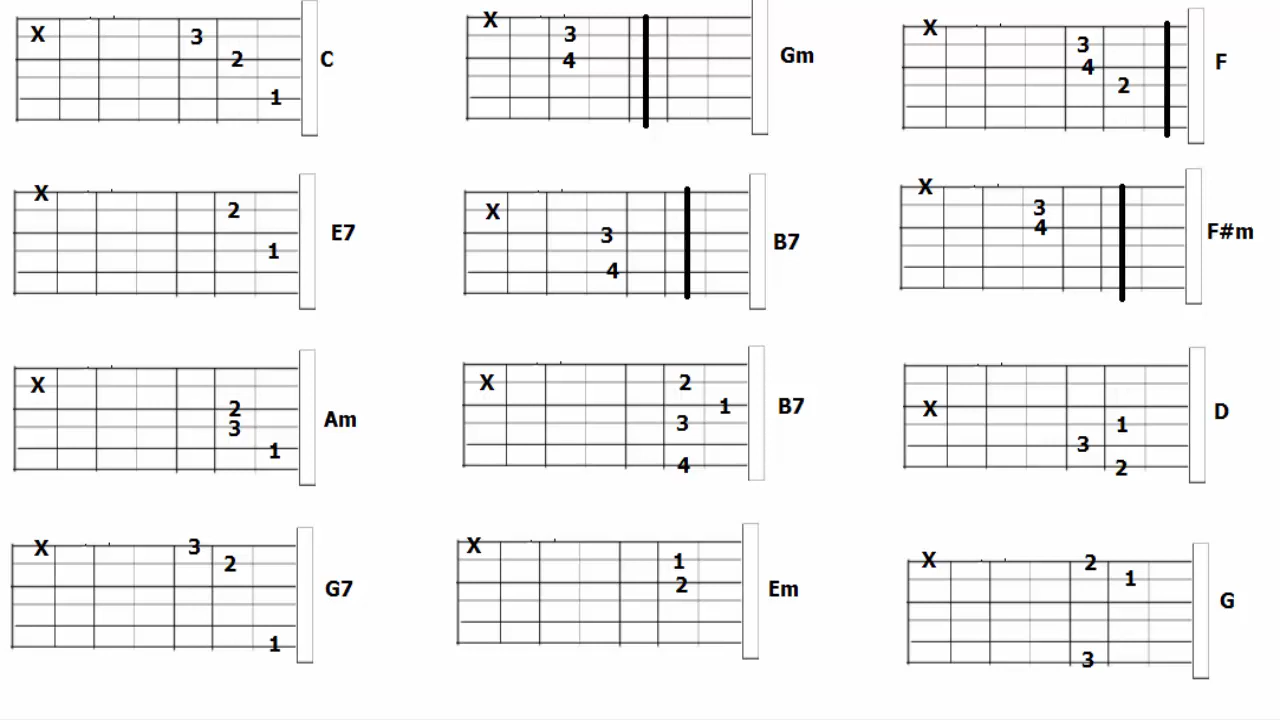 X 3 2 1 C
X 3 4 Gm
X 3 4 2 F
X 2 1 E7
X 3 4 B7
X 3 4 F#m
X 2 3 1 Am
X 2 1 3 4 B7
X 1 3 2 D
X 3 2 1 G7
X 1 2 Em
X 2 1 3 G